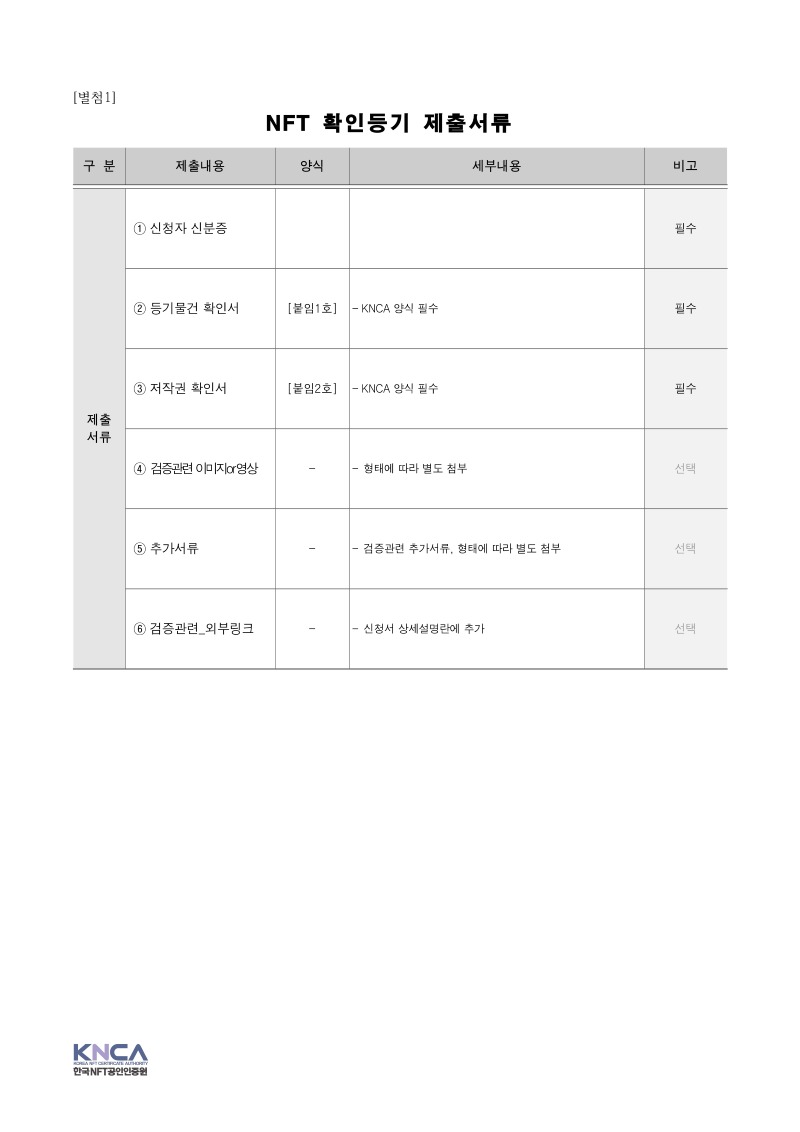 [별첨1]
NFT 확인등기 제출서류
구 분 제출내용 양식 세부내용 비고
① 신청자 신분증 필수
② 등기물건 확인서 [붙임1호] - KNCA 양식 필수 필수
③ 저작권 확인서 [붙임2호] - KNCA 양식 필수 필수
제출
서류
④ 검증관련 이미지or영상 - - 형태에 따라 별도 첨부 선택
⑤ 추가서류 - - 검증관련 추가서류, 형태에 따라 별도 첨부 선택
⑥ 검증관련_외부링크 - - 신청서 상세설명란에 추가 선택
KNCA
KOREA NFT CERTIFICATE AUTHORITY
한국NFT공인인증원